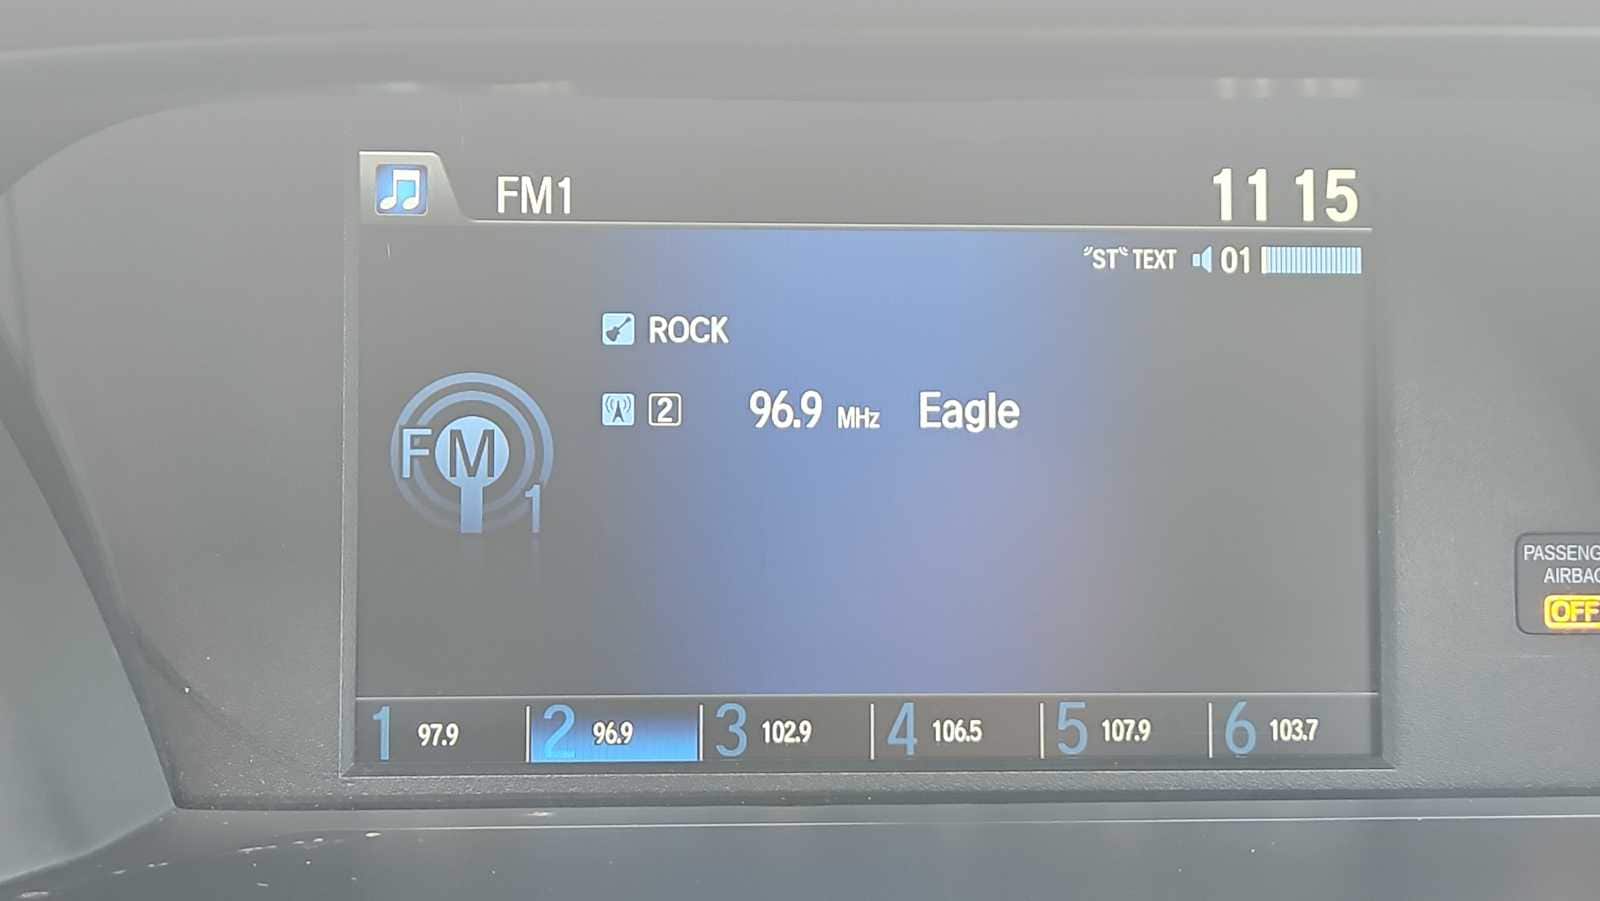 FM1
11 15
ST TEXT 01
ROCK
2 96.9 MHz Eagle
FM
1
PASSENG
AIRBAG
OFF
1 97.9 2 96.9 3 102.9 4 106.5 5 107.9 6 103.7